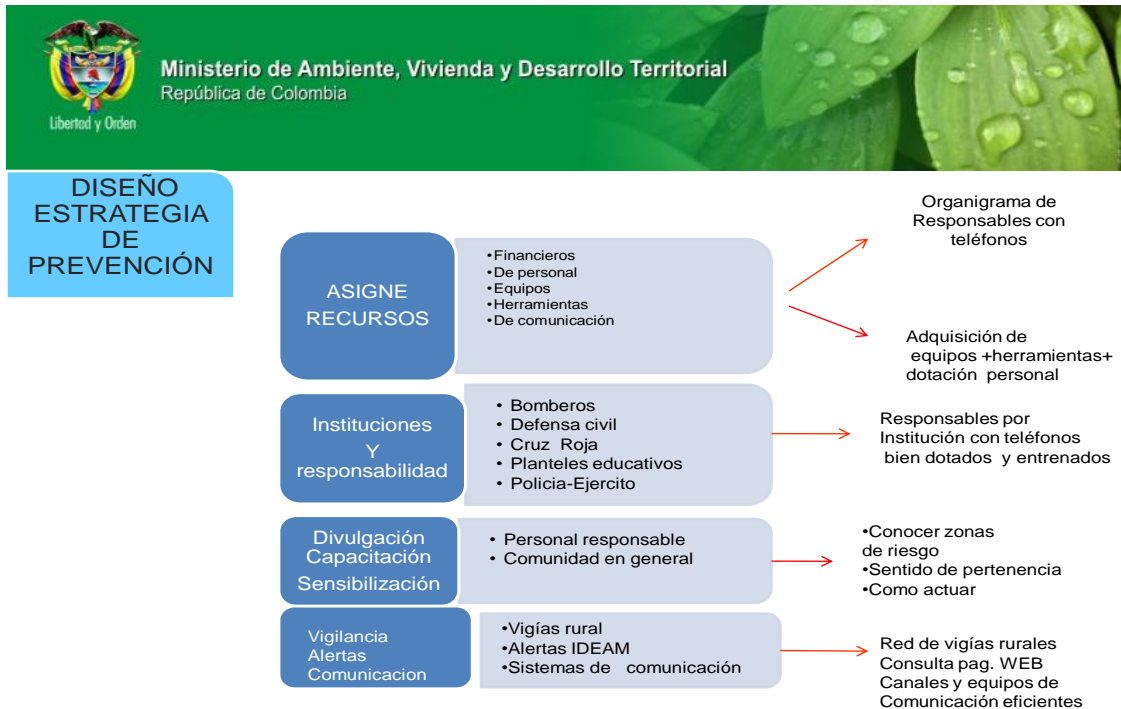 Libertad y Orden
Ministerio de Ambiente, Vivienda y Desarrollo Territorial
República de Colombia
DISEÑO
ESTRATEGIA
DE
PREVENCIÓN
ASIGNE
RECURSOS
•Financieros
•De personal
•Equipos
•Herramientas
•De comunicación
Organigrama de
Responsables con
teléfonos
Adquisición de
equipos +herramientas+
dotación personal
Instituciones
Y
responsabilidad
• Bomberos
• Defensa civil
• Cruz Roja
• Planteles educativos
• Policia-Ejercito
Responsables por
Institución con teléfonos
bien dotados y entrenados
Divulgación
Capacitación
Sensibilización
• Personal responsable
• Comunidad en general
•Conocer zonas
de riesgo
•Sentido de pertenencia
•Como actuar
Vigilancia
Alertas
Comunicacion
•Vigías rural
•Alertas IDEAM
•Sistemas de comunicación
Red de vigías rurales
Consulta pag. WEB
Canales y equipos de
Comunicación eficientes